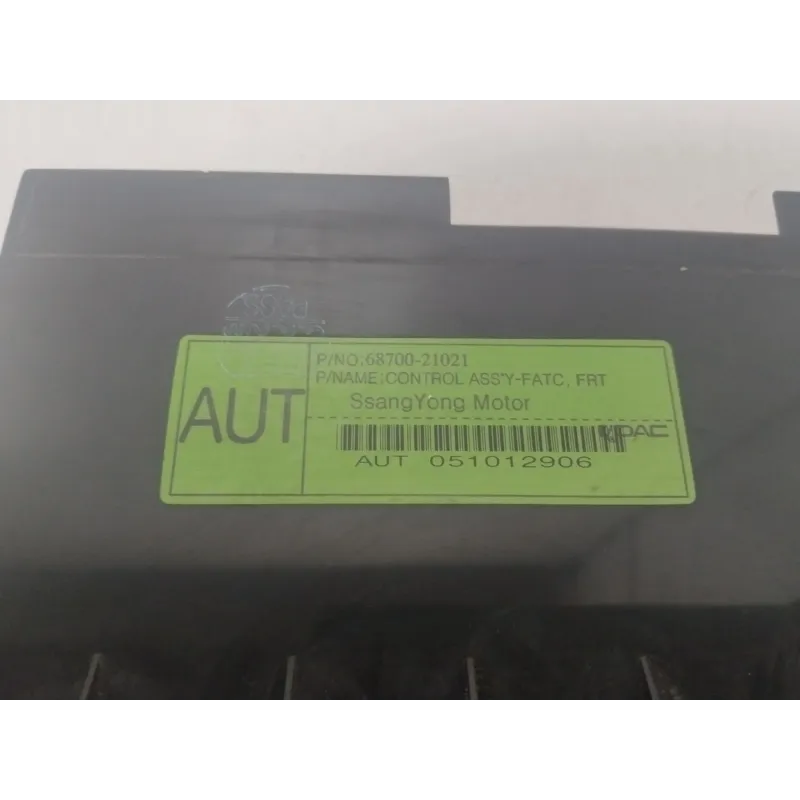 AUT
P/NO:68700-21021
P/NAME:CONTROL ASS'Y-FATC, FRT
SsangYong Motor
AUT 051012906